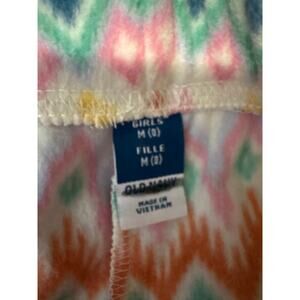 GIRLS
M (8)
FILLE
M (8)
OLD NAVY
MADE IN
VIETNAM